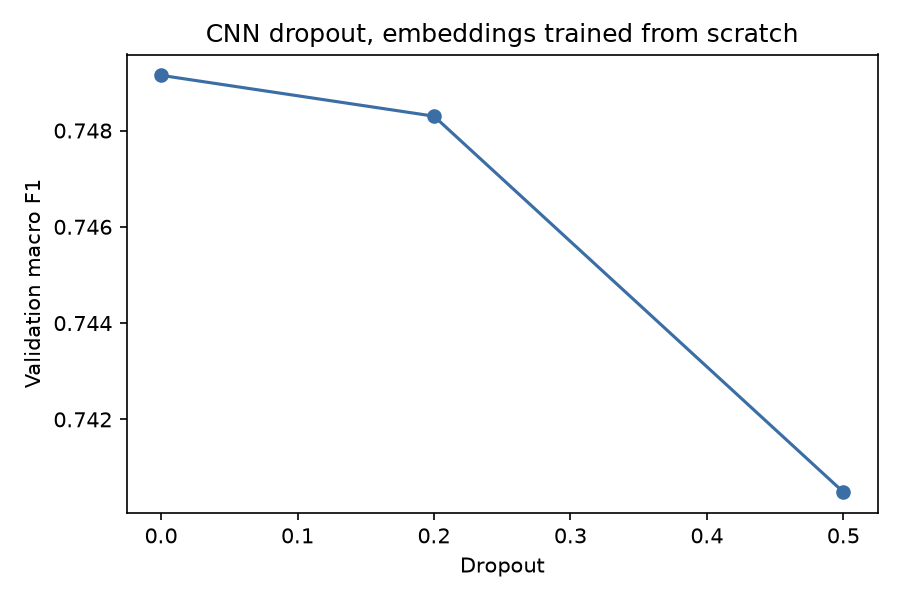 CNN dropout, embeddings trained from scratch
Validation macro F1
0.748
0.746
0.744
0.742
0.0 0.1 0.2 0.3 0.4 0.5
Dropout